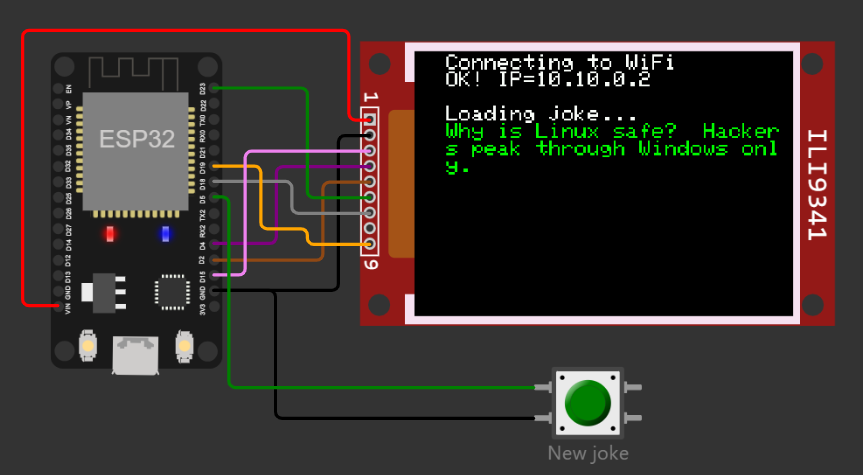 Connecting to WiFi
OK! IP=10.10.0.2
Loading joke...
Why is Linux safe?  Hacker
s peak through Windows onl
y.
ESP32
EN
VP
VN
D34
D35
D32
D33
D25
D26
D27
D14
D12
D13
GND
VIN
D23
D22
TX0
RX0
D21
D19
D18
D5
TX2
RX2
D4
D2
D15
GND
3V3
1
9
ILI9341
New joke